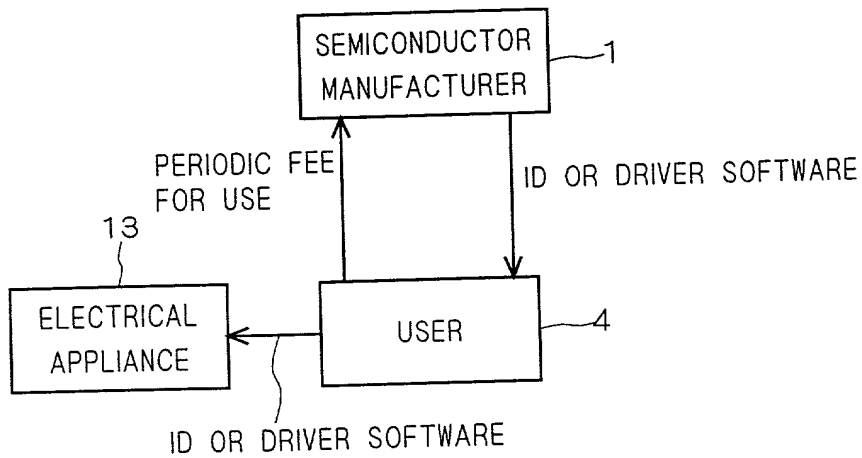 SEMICONDUCTOR
MANUFACTURER
1
PERIODIC FEE
FOR USE
ID OR DRIVER SOFTWARE
13
ELECTRICAL
APPLIANCE
USER
4
ID OR DRIVER SOFTWARE